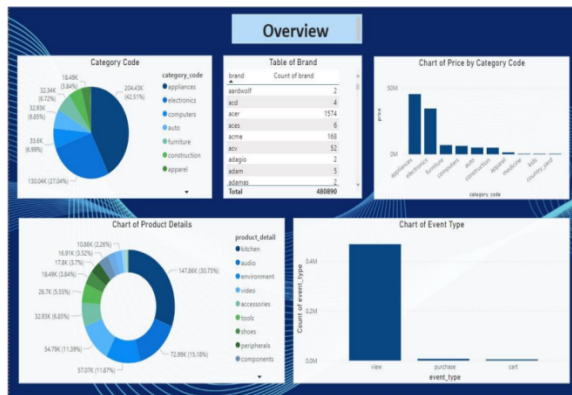 Overview
Category Code
18.49K
(3.84%)
32.34K
(6.72%)
32.93K
(6.85%)
33.6K
(6.99%)
130.04K (27.04%)
204.43K
(42.51%)
category_code
appliances
electronics
computers
auto
furniture
construction
apparel
Table of Brand
brand Count of brand
aardwolf 2
acd 4
acer 1574
aces 6
acme 168
acv 52
adagio 2
adam 5
adamas 2
Total 480890
Chart of Price by Category Code
price
50M
0M
appliances
electronics
furniture
computers
auto
construction
apparel
medicine
kids
country_yard
category_code
Chart of Product Details
10.88K (2.26%)
16.91K (3.52%)
17.8K (3.7%)
18.49K (3.84%)
26.7K (5.55%)
32.93K (6.85%)
54.79K (11.39%)
57.07K (11.87%)
72.99K (15.18%)
147.86K (30.75%)
product_detail
kitchen
audio
environment
video
accessories
tools
shoes
peripherals
components
Chart of Event Type
Count of event_type
0.4M
0.2M
0.0M
view
purchase
cart
event_type